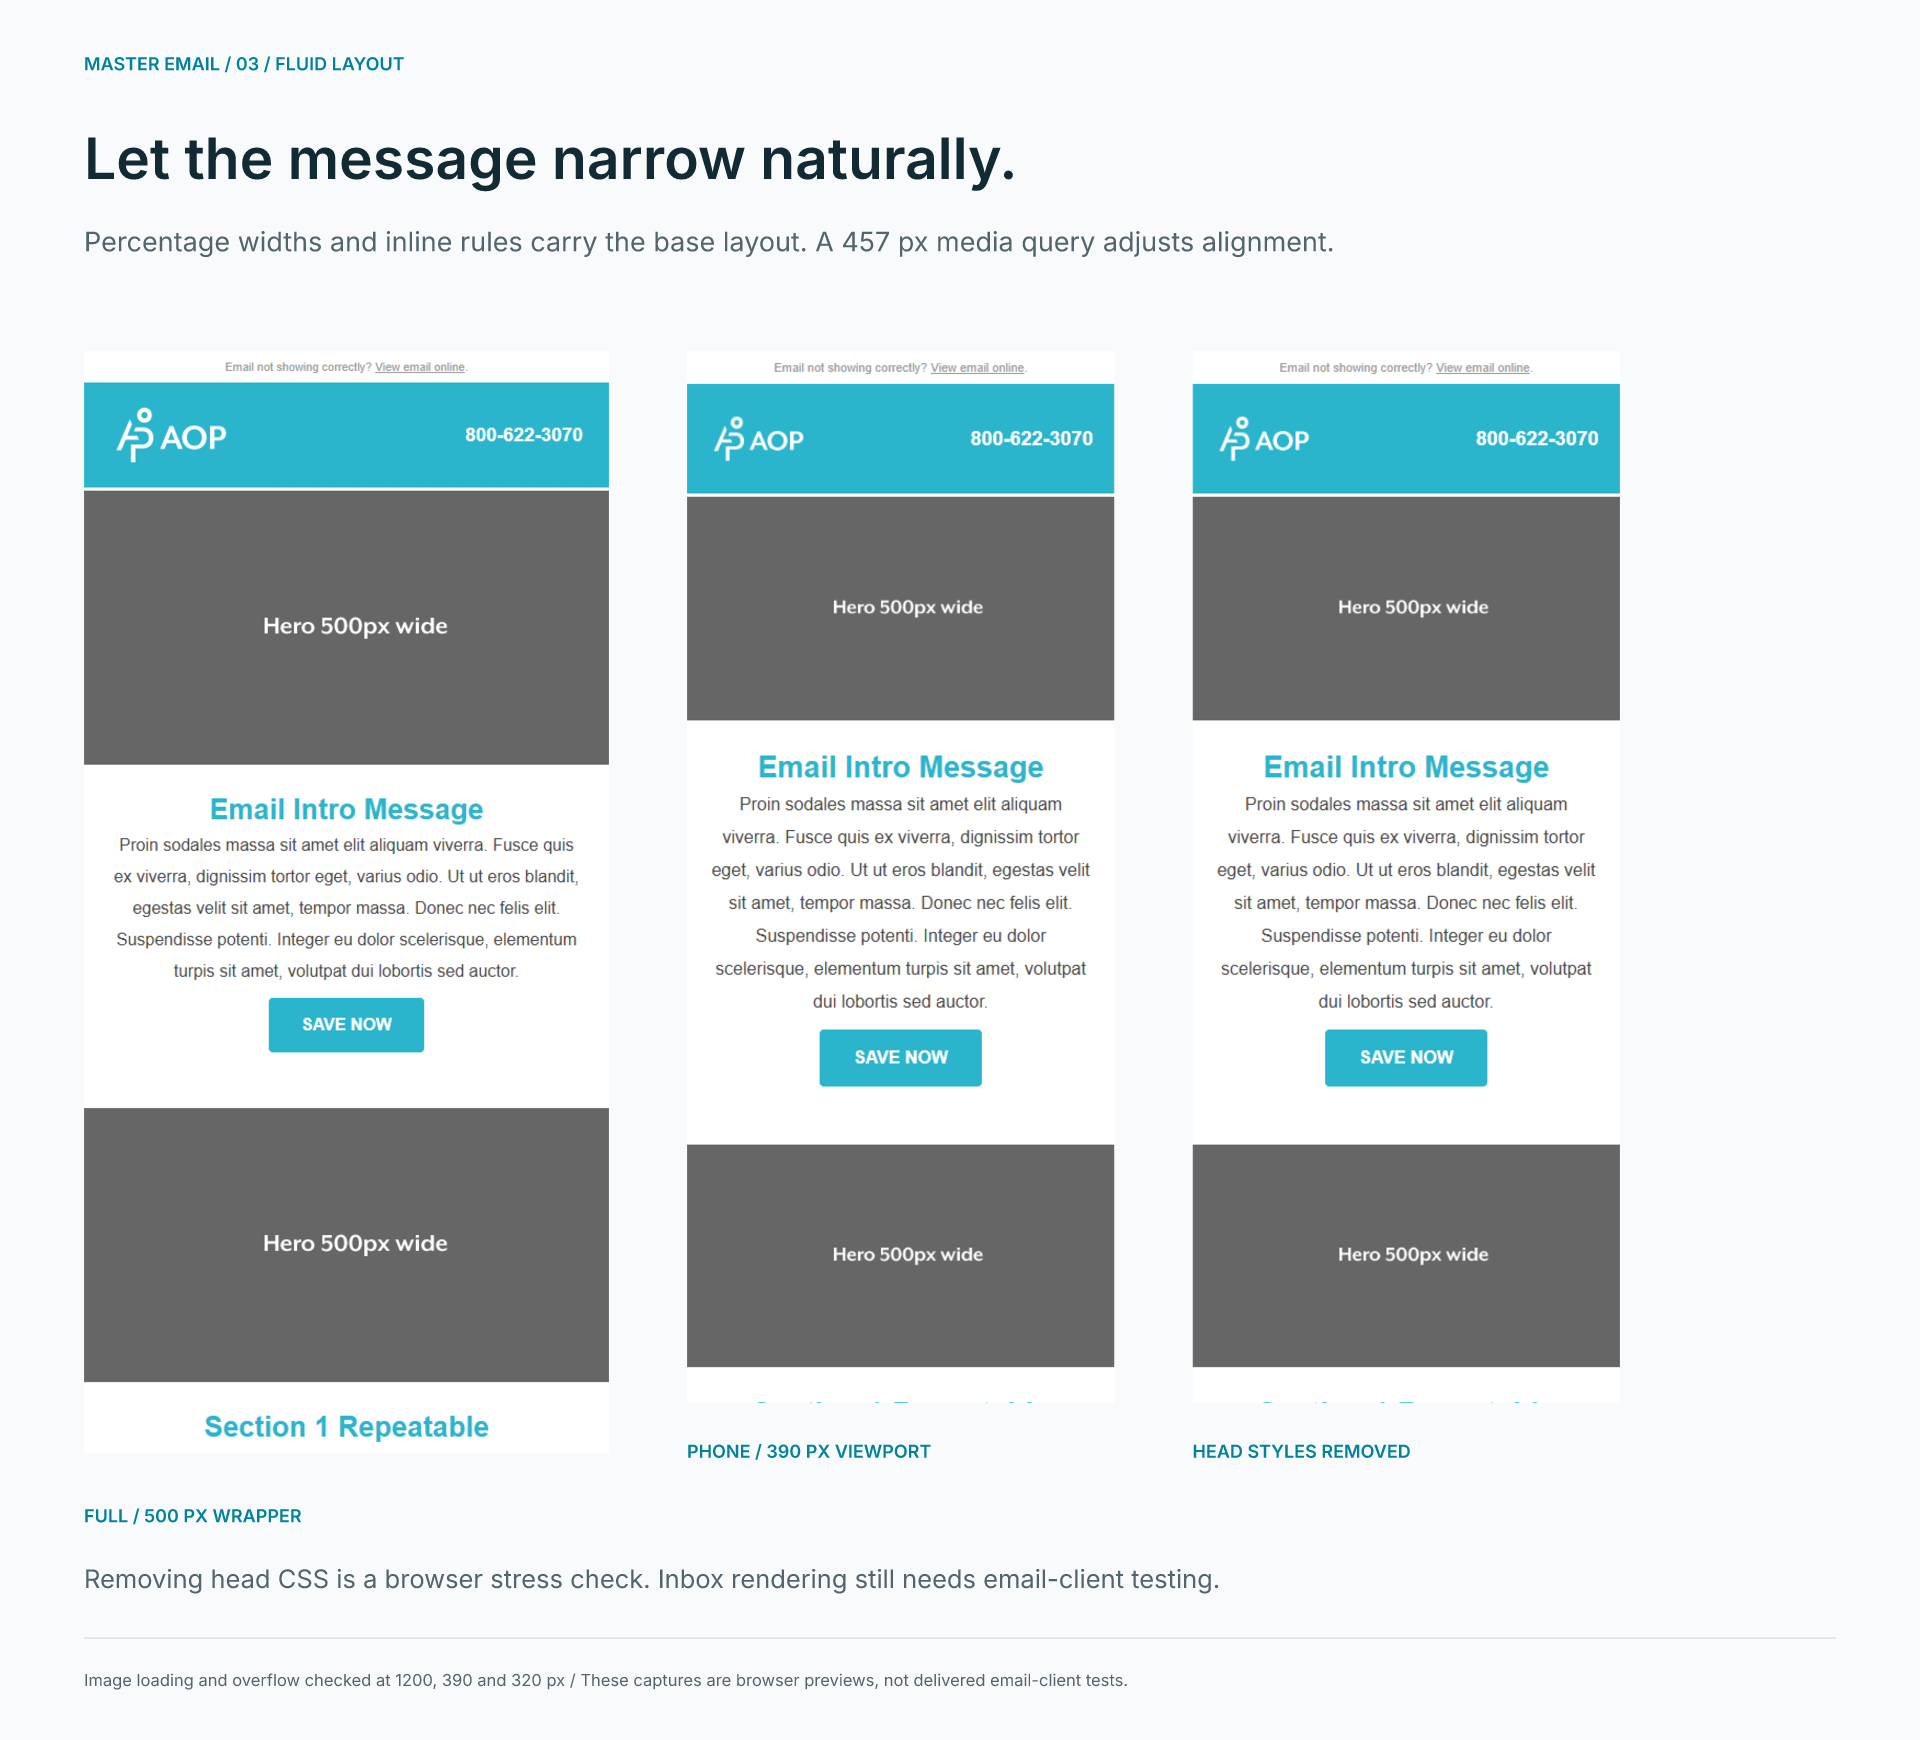 MASTER EMAIL / 03 / FLUID LAYOUT
Let the message narrow naturally.
Percentage widths and inline rules carry the base layout. A 457 px media query adjusts alignment.
Email not showing correctly? View email online.
AOP
800-622-3070
Hero 500px wide
Email Intro Message
Proin sodales massa sit amet elit aliquam viverra. Fusce quis
ex viverra, dignissim tortor eget, varius odio. Ut ut eros blandit,
egestas velit sit amet, tempor massa. Donec nec felis elit.
Suspendisse potenti. Integer eu dolor scelerisque, elementum
turpis sit amet, volutpat dui lobortis sed auctor.
SAVE NOW
Hero 500px wide
Section 1 Repeatable
FULL / 500 PX WRAPPER
Email not showing correctly? View email online.
AOP
800-622-3070
Hero 500px wide
Email Intro Message
Proin sodales massa sit amet elit aliquam
viverra. Fusce quis ex viverra, dignissim tortor
eget, varius odio. Ut ut eros blandit, egestas velit
sit amet, tempor massa. Donec nec felis elit.
Suspendisse potenti. Integer eu dolor
scelerisque, elementum turpis sit amet, volutpat
dui lobortis sed auctor.
SAVE NOW
Hero 500px wide
PHONE / 390 PX VIEWPORT
Email not showing correctly? View email online.
AOP
800-622-3070
Hero 500px wide
Email Intro Message
Proin sodales massa sit amet elit aliquam
viverra. Fusce quis ex viverra, dignissim tortor
eget, varius odio. Ut ut eros blandit, egestas velit
sit amet, tempor massa. Donec nec felis elit.
Suspendisse potenti. Integer eu dolor
scelerisque, elementum turpis sit amet, volutpat
dui lobortis sed auctor.
SAVE NOW
Hero 500px wide
HEAD STYLES REMOVED
Removing head CSS is a browser stress check. Inbox rendering still needs email-client testing.
Image loading and overflow checked at 1200, 390 and 320 px / These captures are browser previews, not delivered email-client tests.